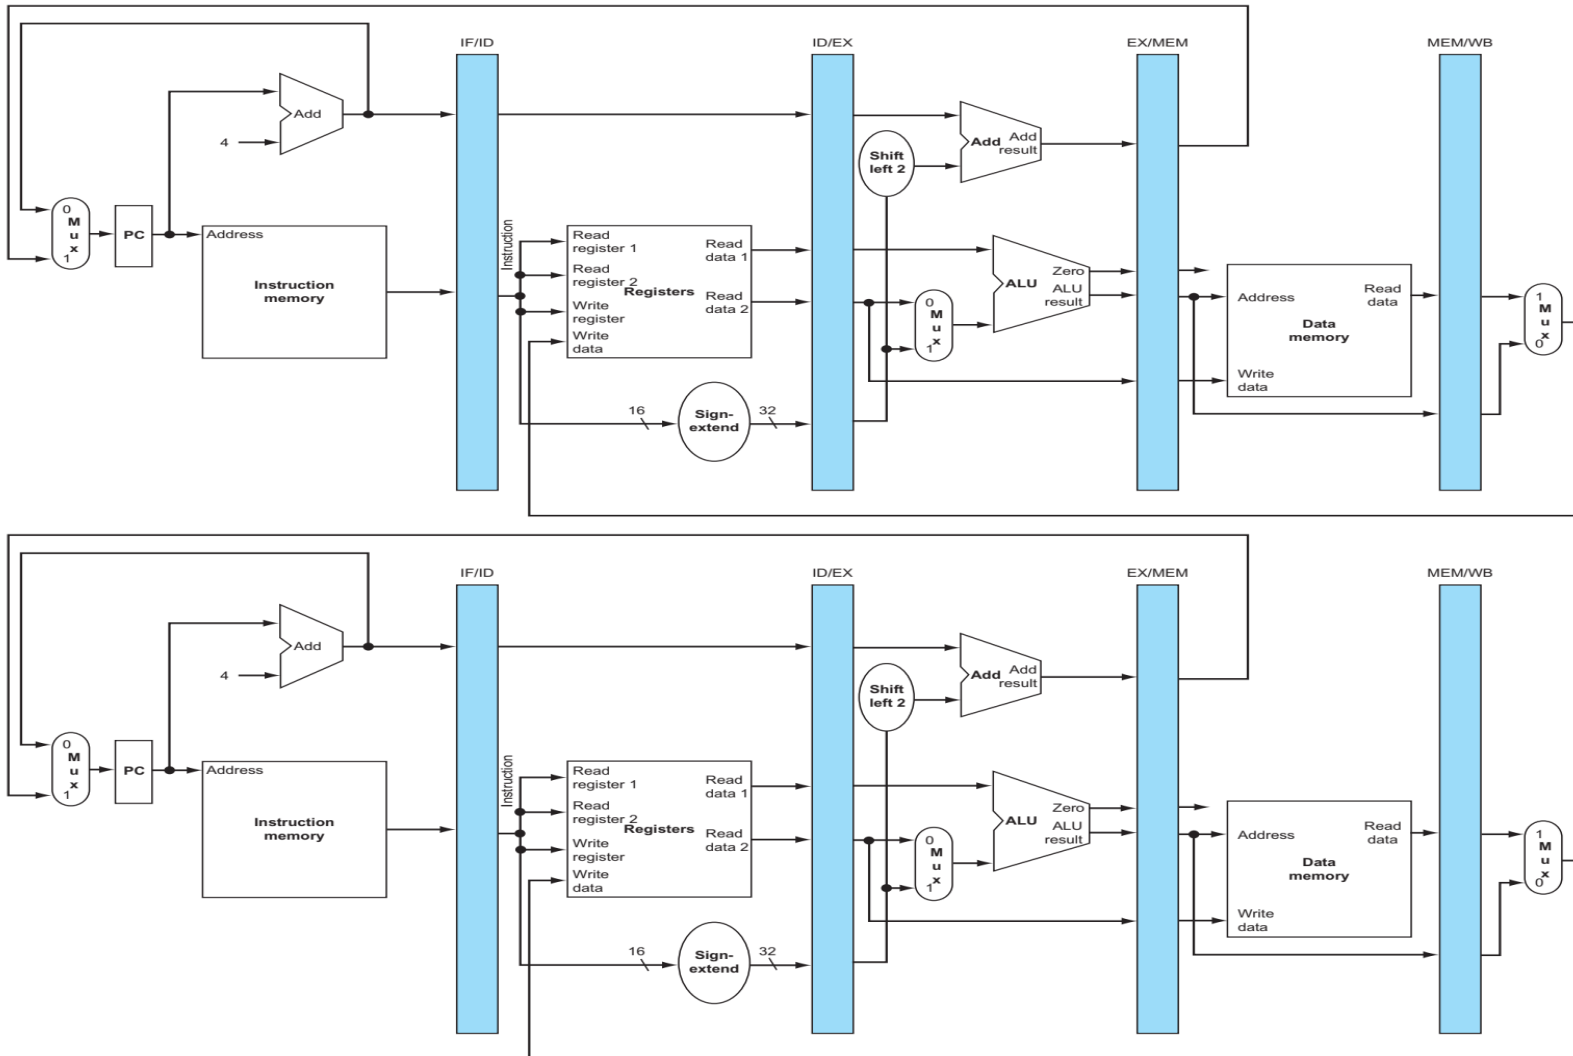 IF/ID
ID/EX
EX/MEM
MEM/WB
Add
4
Add
Add
result
Shift
left 2
0
M
u
x
1
PC
Address
Instruction
memory
Instruction
Read
register 1
Read
register 2
Write
register
Write
data
Registers
Read
data 1
Read
data 2
16
Sign-
extend
32
0
M
u
x
1
ALU
Zero
ALU
result
Address
Read
data
Data
memory
Write
data
1
M
u
x
0
IF/ID
ID/EX
EX/MEM
MEM/WB
Add
4
Add
Add
result
Shift
left 2
0
M
u
x
1
PC
Address
Instruction
memory
Instruction
Read
register 1
Read
register 2
Write
register
Write
data
Registers
Read
data 1
Read
data 2
16
Sign-
extend
32
0
M
u
x
1
ALU
Zero
ALU
result
Address
Read
data
Data
memory
Write
data
1
M
u
x
0